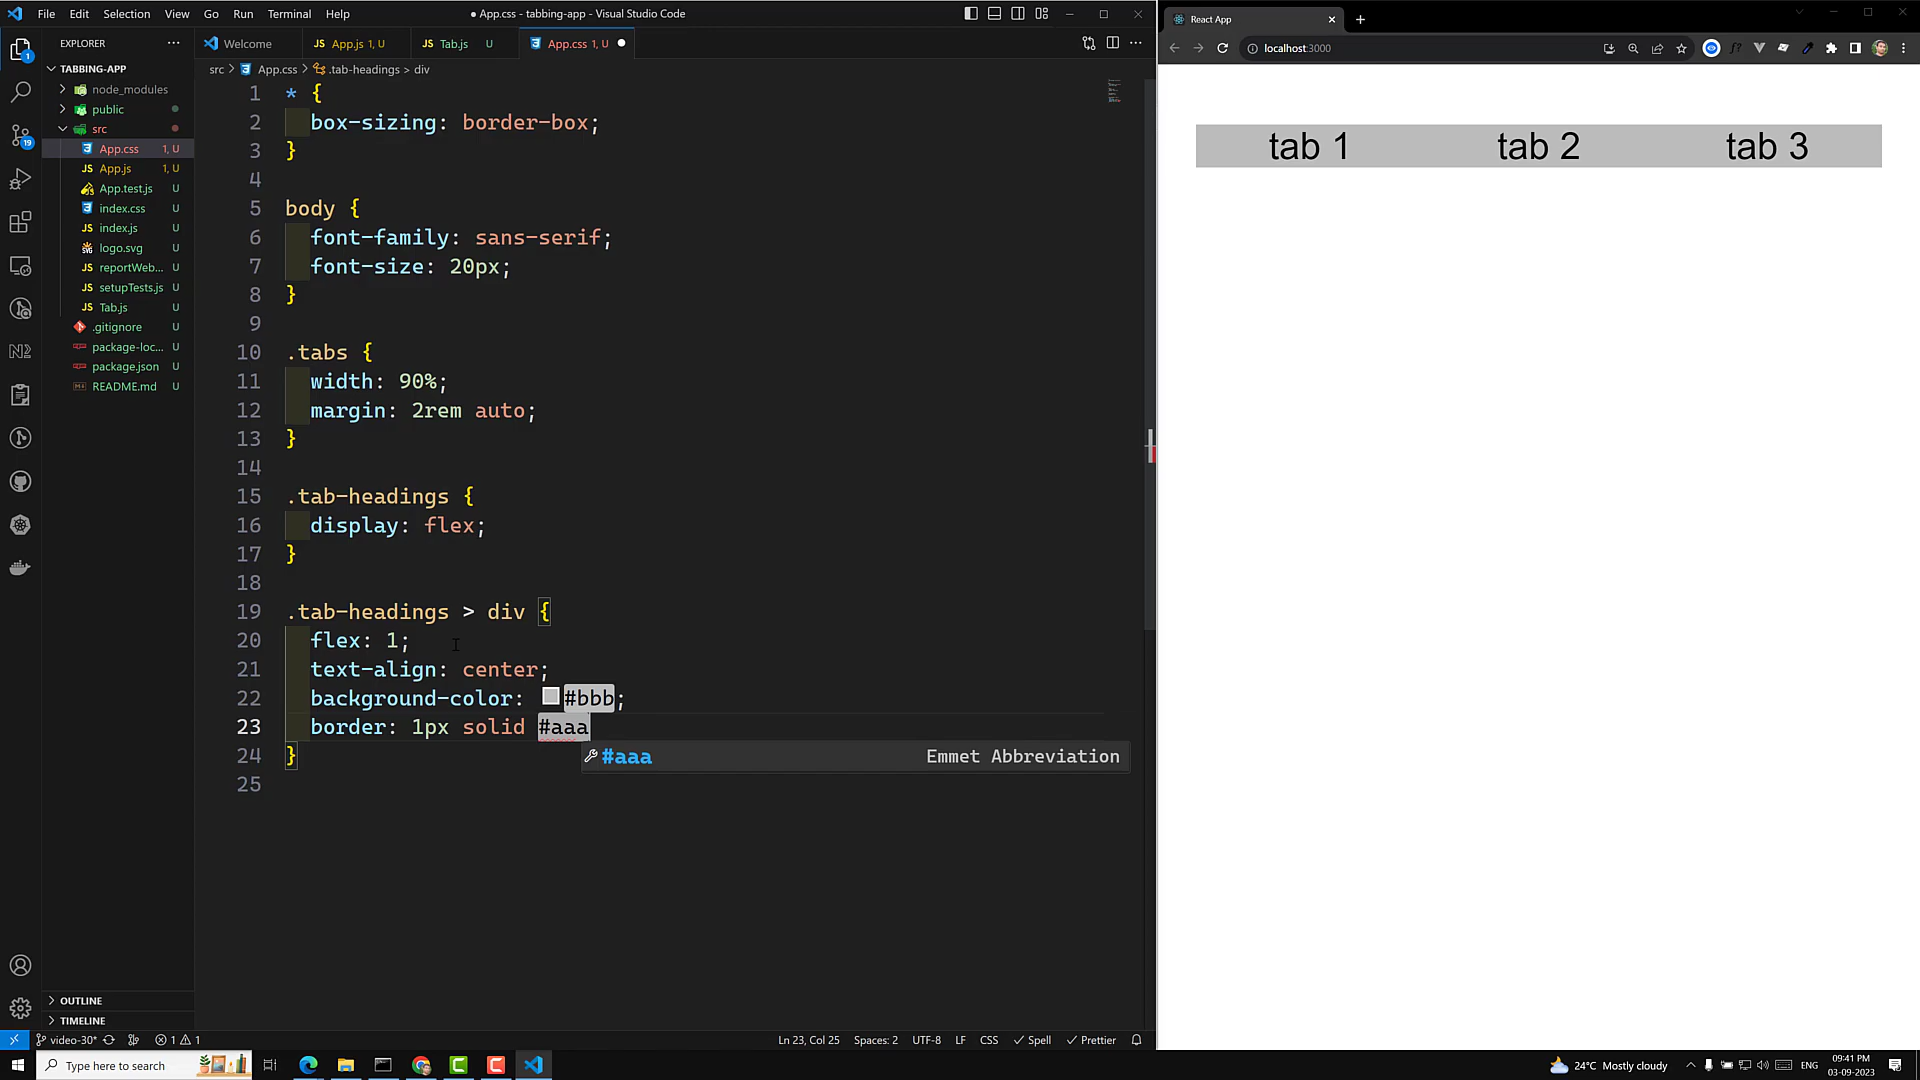 File Edit Selection View Go Run Terminal Help
● App.css - tabbing-app - Visual Studio Code
React App
EXPLORER
Welcome
App.js 1, U
Tab.js U
App.css 1, U
localhost:3000
TABBING-APP
src > App.css > .tab-headings > div
node_modules
public
src
App.css 1, U
App.js 1, U
App.test.js U
index.css U
index.js U
logo.svg U
reportWeb... U
setupTests.js U
Tab.js U
.gitignore U
package-loc... U
package.json U
README.md U
1 * {
2 box-sizing: border-box;
3 }
4
5 body {
6 font-family: sans-serif;
7 font-size: 20px;
8 }
9
10 .tabs {
11 width: 90%;
12 margin: 2rem auto;
13 }
14
15 .tab-headings {
16 display: flex;
17 }
18
19 .tab-headings > div {
20 flex: 1;
21 text-align: center;
22 background-color: #bbb;
23 border: 1px solid #aaa
24 }
25
#aaa Emmet Abbreviation
tab 1 tab 2 tab 3
OUTLINE
TIMELINE
video-30* 1 1
Ln 23, Col 25 Spaces: 2 UTF-8 LF CSS Spell Prettier
Type here to search
24°C Mostly cloudy
ENG
09:41 PM
03-09-2023